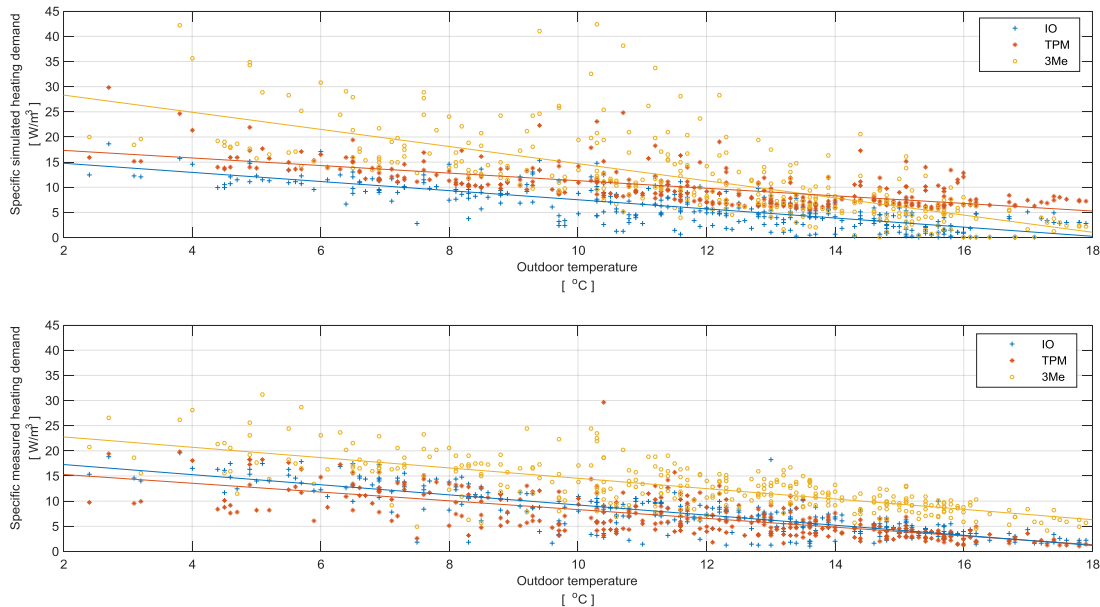 Specific simulated heating demand
[ W/m³ ]
45
40
35
30
25
20
15
10
5
0
IO
TPM
3Me
2 4 6 8 10 12 14 16 18
Outdoor temperature
[ °C ]
Specific measured heating demand
[ W/m³ ]
45
40
35
30
25
20
15
10
5
0
IO
TPM
3Me
2 4 6 8 10 12 14 16 18
Outdoor temperature
[ °C ]